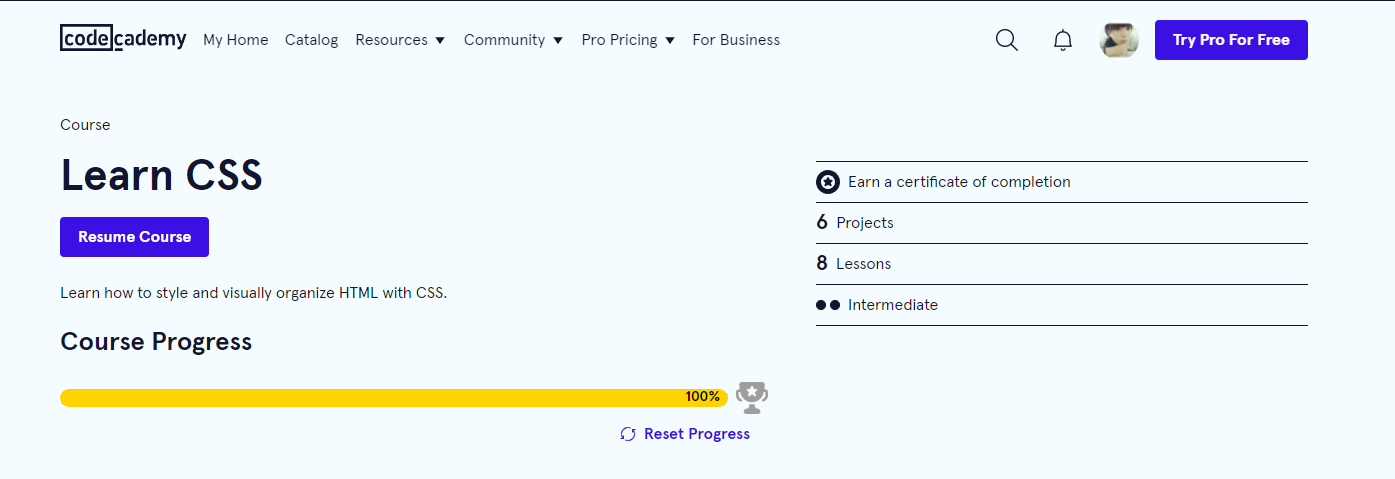 codecademy My Home Catalog Resources Community Pro Pricing For Business Try Pro For Free
Course
Learn CSS
Resume Course
Learn how to style and visually organize HTML with CSS.
Course Progress
100%
Reset Progress
Earn a certificate of completion
6 Projects
8 Lessons
Intermediate